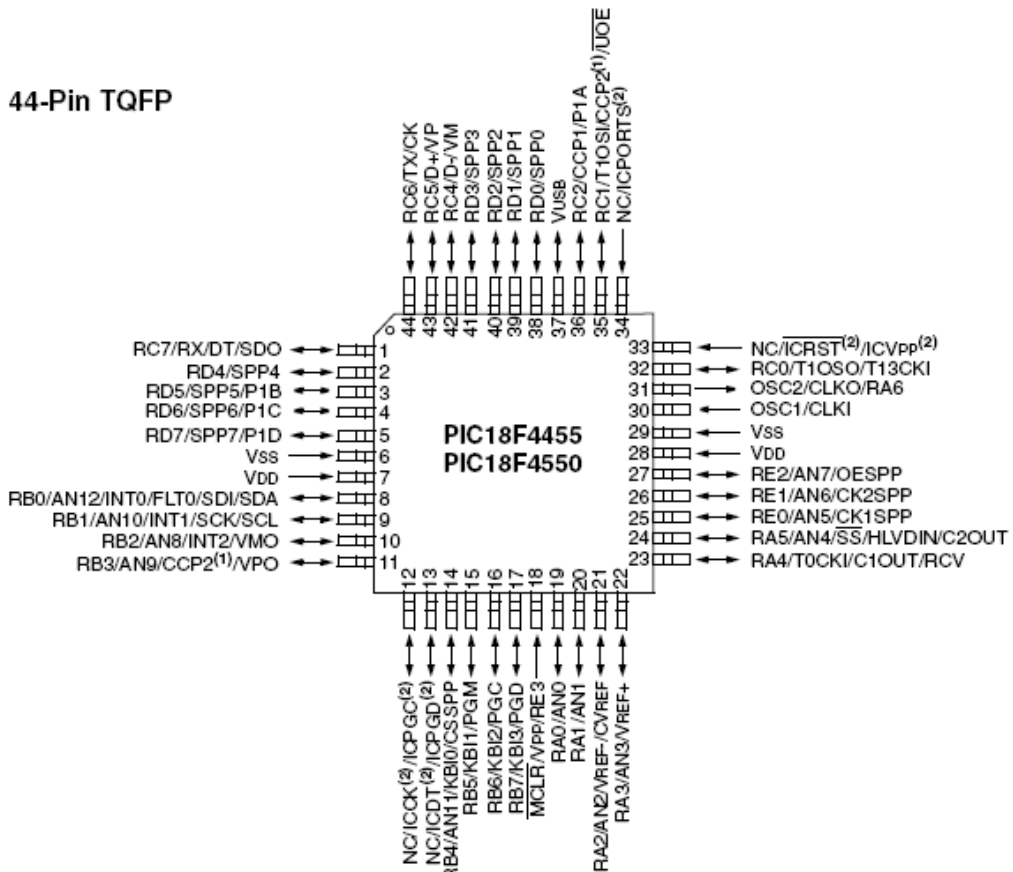 44-Pin TQFP
RC6/TX/CK
RC5/D+/VP
RC4/D-/VM
RD3/SPP3
RD2/SPP2
RD1/SPP1
RD0/SPP0
VUSB
RC2/CCP1/P1A
RC1/T1OSI/CCP2(1)/UOE
NC/ICPORTS(2)
44 43 42 41 40 39 38 37 36 35 34
RC7/RX/DT/SDO 1
RD4/SPP4 2
RD5/SPP5/P1B 3
RD6/SPP6/P1C 4
RD7/SPP7/P1D 5
VSS 6
VDD 7
RB0/AN12/INT0/FLT0/SDI/SDA 8
RB1/AN10/INT1/SCK/SCL 9
RB2/AN8/INT2/VMO 10
RB3/AN9/CCP2(1)/VPO 11
PIC18F4455
PIC18F4550
33 NC/ICRST(2)/ICVPP(2)
32 RC0/T1OSO/T13CKI
31 OSC2/CLKO/RA6
30 OSC1/CLKI
29 VSS
28 VDD
27 RE2/AN7/OESPP
26 RE1/AN6/CK2SPP
25 RE0/AN5/CK1SPP
24 RA5/AN4/SS/HLVDIN/C2OUT
23 RA4/T0CKI/C1OUT/RCV
12 13 14 15 16 17 18 19 20 21 22
NC/ICCK(2)/ICPGC(2)
NC/ICDT(2)/ICPGD(2)
RB4/AN11/KBI0/CSSPP
RB5/KBI1/PGM
RB6/KBI2/PGC
RB7/KBI3/PGD
MCLR/VPP/RE3
RA0/AN0
RA1/AN1
RA2/AN2/VREF-/CVREF
RA3/AN3/VREF+